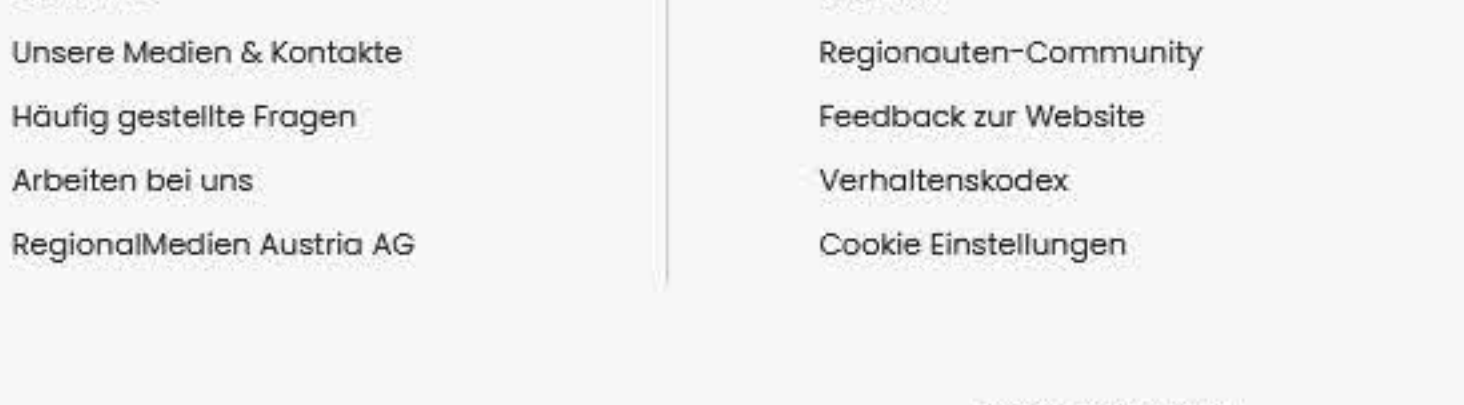 Unsere Medien & Kontakte
Häufig gestellte Fragen
Arbeiten bei uns
RegionalMedien Austria AG
Regionauten-Community
Feedback zur Website
Verhaltenskodex
Cookie Einstellungen